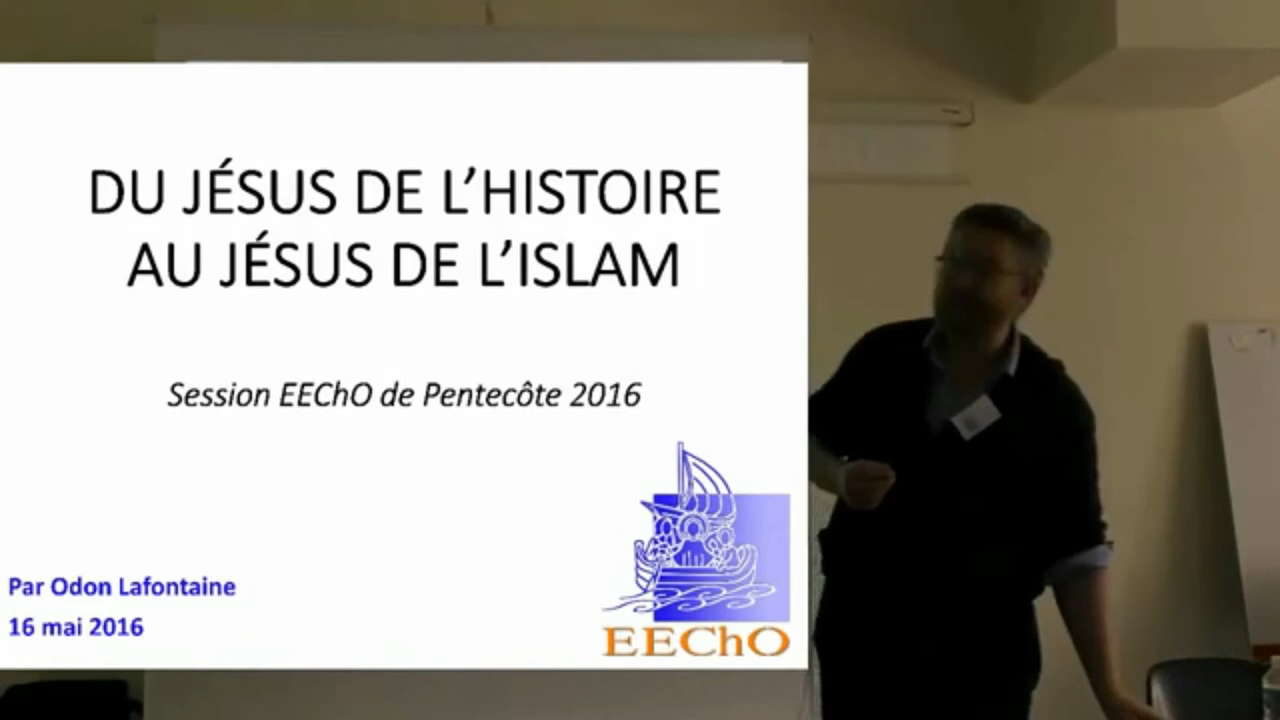 DU JÉSUS DE L’HISTOIRE
AU JÉSUS DE L’ISLAM
Session EEChO de Pentecôte 2016
Par Odon Lafontaine
16 mai 2016
EEChO